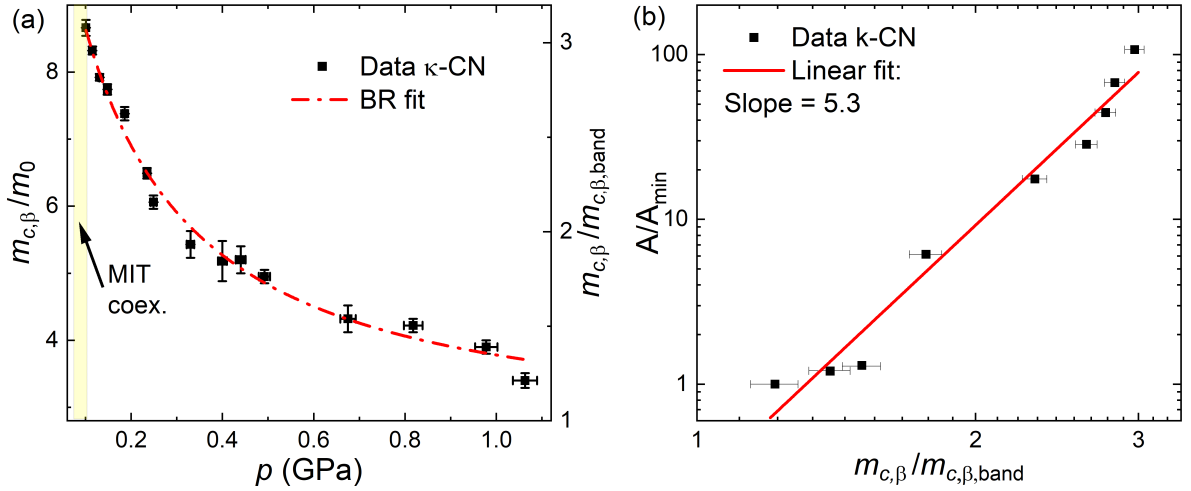 (a)
8
6
4
m_{c,β}/m_0
Data κ-CN
BR fit
MIT
coex.
3
2
1
m_{c,β}/m_{c,β,band}
0.2 0.4 0.6 0.8 1.0
p (GPa)
(b)
100
10
1
A/A_{min}
Data k-CN
Linear fit:
Slope = 5.3
1 2 3
m_{c,β}/m_{c,β,band}